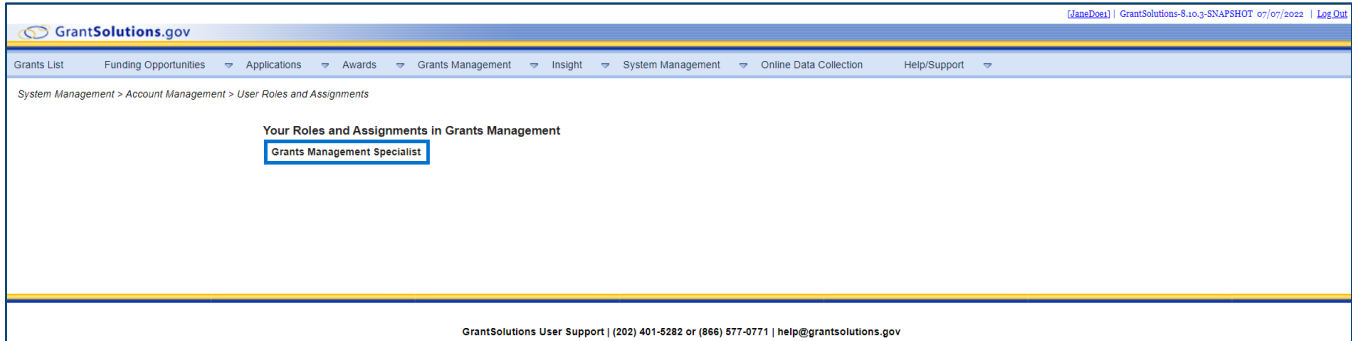 [JaneDoe1] | GrantSolutions-8.10.3-SNAPSHOT 07/07/2022 | Log Out
GrantSolutions.gov
Grants List Funding Opportunities Applications Awards Grants Management Insight System Management Online Data Collection Help/Support
System Management > Account Management > User Roles and Assignments
Your Roles and Assignments in Grants Management
Grants Management Specialist
GrantSolutions User Support | (202) 401-5282 or (866) 577-0771 | help@grantsolutions.gov